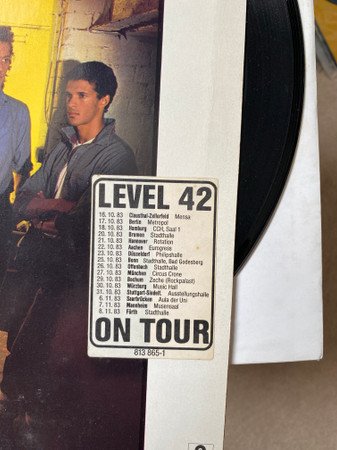 LEVEL 42
16. 10. 83 Clausthal-Zellerfeld Mensa
17. 10. 83 Berlin Metropol
18. 10. 83 Hamburg CCH, Saal 1
20. 10. 83 Bremen Stadthalle
21. 10. 83 Hannover Rotation
22. 10. 83 Aachen Eurogress
23. 10. 83 Düsseldorf Philipshalle
25. 10. 83 Bonn Stadthalle, Bad Godesberg
26. 10. 83 Offenbach Stadthalle
27. 10. 83 München Circus Crone
29. 10. 83 Bochum Zeche (Rockpalast)
30. 10. 83 Würzburg Music Hall
31. 10. 83 Stuttgart-Sindelf. Ausstellungshalle
6. 11. 83 Saarbrücken Aula der Uni
7. 11. 83 Mannheim Musensaal
8. 11. 83 Fürth Stadthalle
ON TOUR
813 865-1